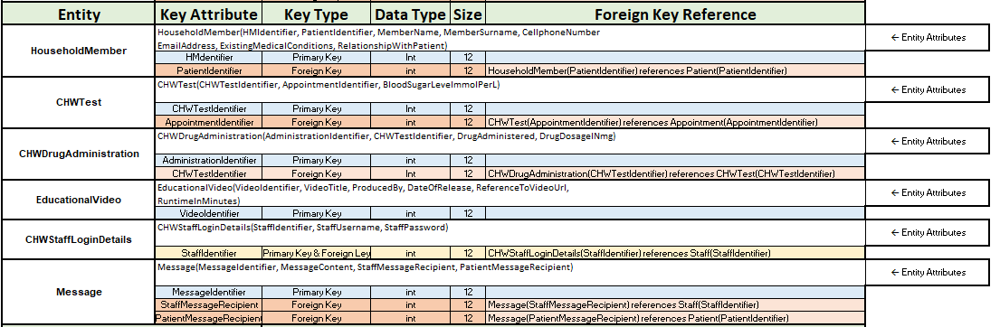 Entity Key Attribute Key Type Data Type Size Foreign Key Reference
HouseholdMember
HouseholdMember(HMIdentifier, PatientIdentifier, MemberName, MemberSurname, CellphoneNumber
EmailAddress, ExistingMedicalConditions, RelationshipWithPatient)
← Entity Attributes
HMIdentifier Primary Key Int 12
PatientIdentifier Foreign Key int 12 HouseholdMember(PatientIdentifier) references Patient(PatientIdentifier)
CHWTest
CHWTest(CHWTestIdentifier, AppointmentIdentifier, BloodSugarLevelmmolPerL)
← Entity Attributes
CHWTestIdentifier Primary Key Int 12
AppointmentIdentifier Foreign Key int 12 CHWTest(AppointmentIdentifier) references Appointment(AppointmentIdentifier)
CHWDrugAdministration
CHWDrugAdministration(AdministrationIdentifier, CHWTestIdentifier, DrugAdministered, DrugDosageINmg)
← Entity Attributes
AdministrationIdentifier Primary Key int 12
CHWTestIdentifier Foreign Key Int 12 CHWDrugAdministration(CHWTestIdentifier) references CHWTest(CHWTestIdentifier)
EducationalVideo
EducationalVideo(VideoIdentifier, VideoTitle, ProducedBy, DateOfRelease, ReferenceToVideoUrl,
RuntimeInMinutes)
← Entity Attributes
VideoIdentifier Primary Key int 12
CHWStaffLoginDetails
CHWStaffLoginDetails(StaffIdentifier, StaffUsername, StaffPassword)
← Entity Attributes
StaffIdentifier Primary Key & Foreign Ley int 12 CHWStaffLoginDetails(StaffIdentifier) references Staff(StaffIdentifier)
Message
Message(MessageIdentifier, MessageContent, StaffMessageRecipient, PatientMessageRecipient)
← Entity Attributes
MessageIdentifier Primary Key int 12
StaffMessageRecipient Foreign Key int 12 Message(StaffMessageRecipient) references Staff(StaffIdentifier)
PatientMessageRecipient Foreign Key int 12 Message(PatientMessageRecipient) references Patient(PatientIdentifier)